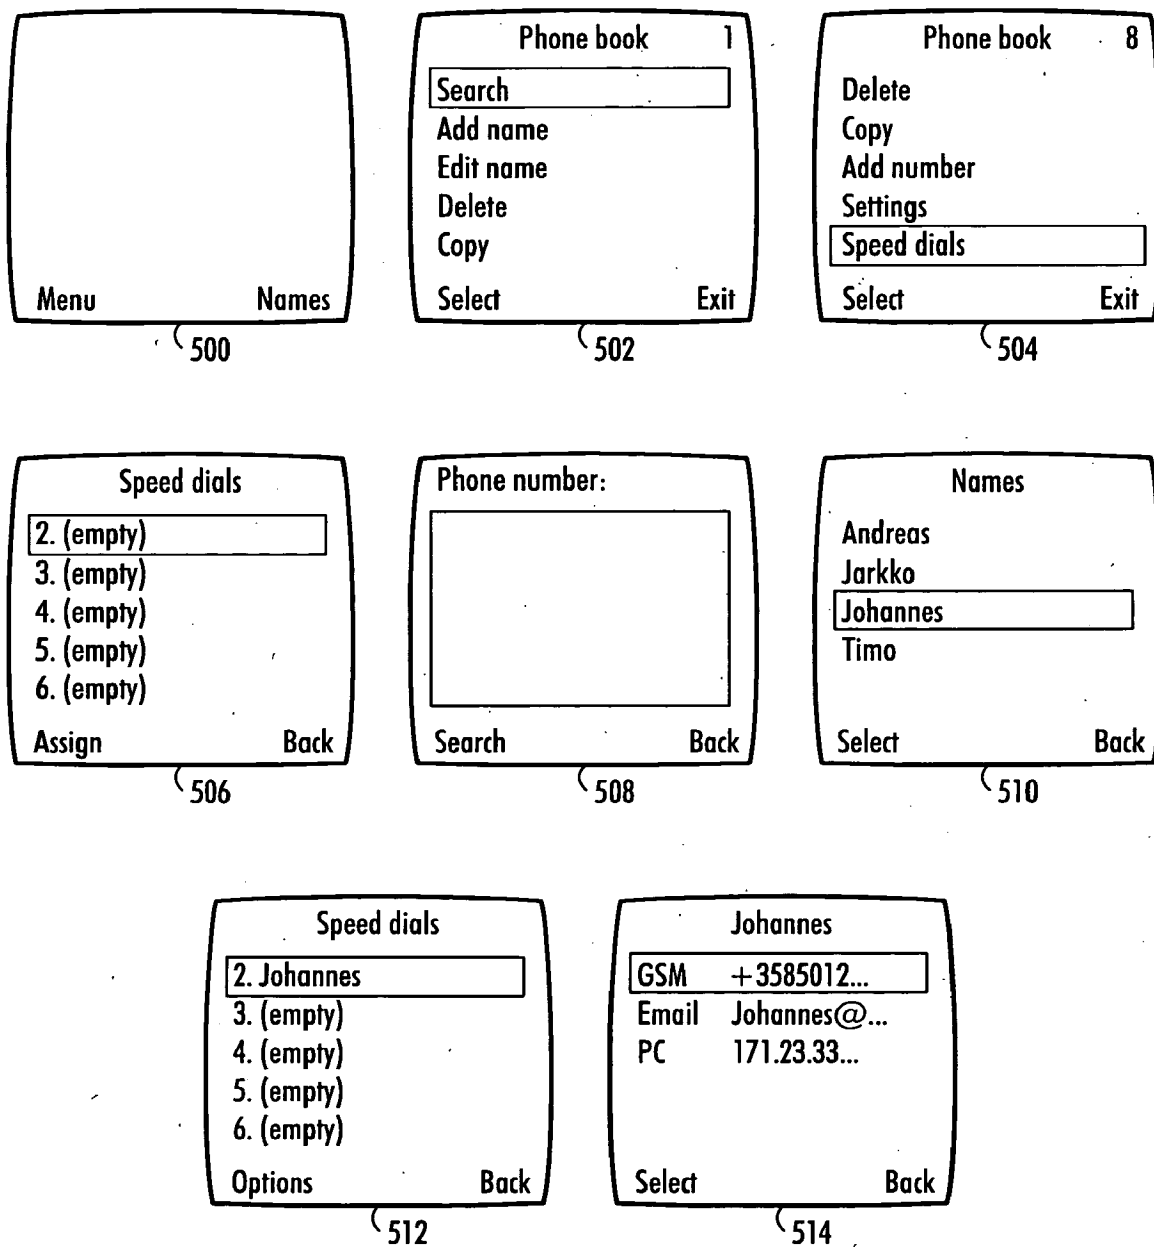 Menu Names
500
Phone book 1
Search
Add name
Edit name
Delete
Copy
Select Exit
502
Phone book 8
Delete
Copy
Add number
Settings
Speed dials
Select Exit
504
Speed dials
2. (empty)
3. (empty)
4. (empty)
5. (empty)
6. (empty)
Assign Back
506
Phone number:
Search Back
508
Names
Andreas
Jarkko
Johannes
Timo
Select Back
510
Speed dials
2. Johannes
3. (empty)
4. (empty)
5. (empty)
6. (empty)
Options Back
512
Johannes
GSM +3585012...
Email Johannes@...
PC 171.23.33...
Select Back
514